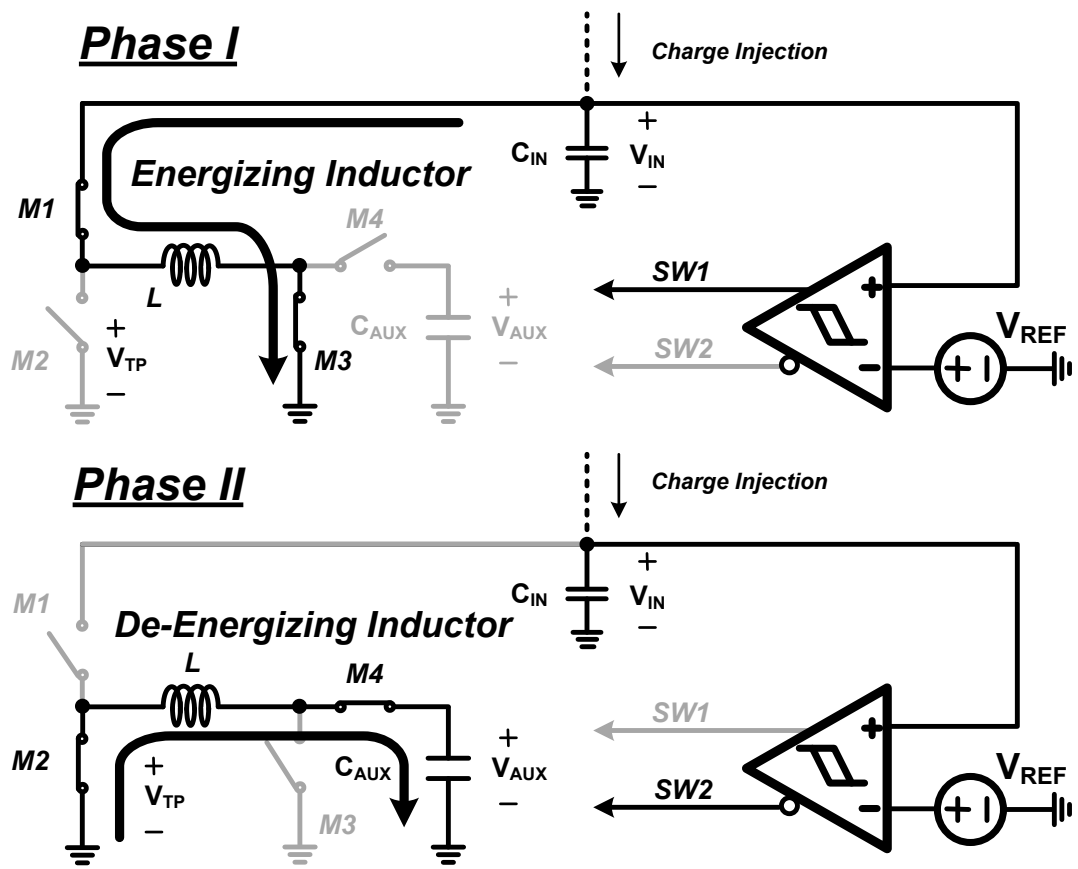 Phase I
Charge Injection
+
C_IN V_IN
−
Energizing Inductor
M1
M4
L
SW1
+
+ +
C_AUX V_AUX
V_REF
M2 V_TP
M3
SW2
− −
−
+ −
Phase II
Charge Injection
+
C_IN V_IN
−
M1
De-Energizing Inductor
L
M4
SW1
+
M2
+ +
C_AUX V_AUX
V_REF
V_TP
SW2
− −
−
+ −
M3